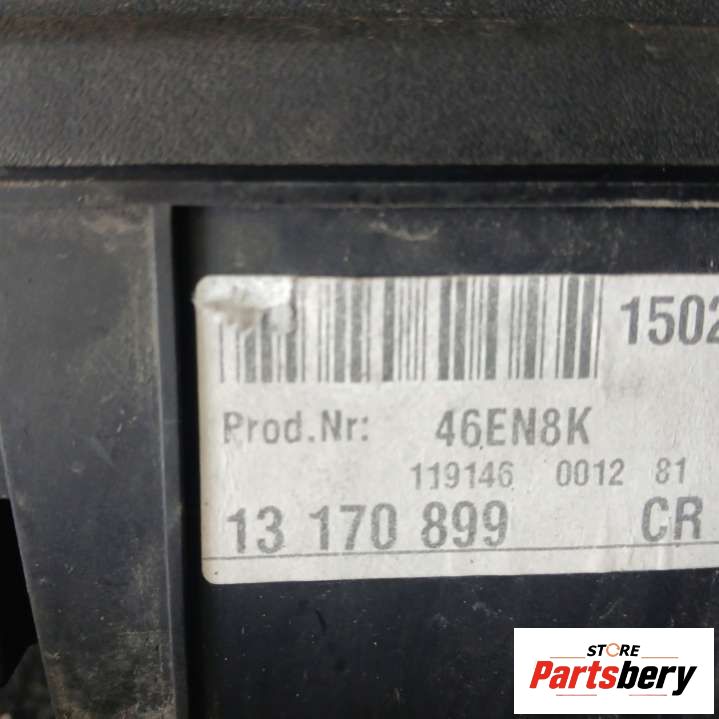 1502
Prod.Nr: 46EN8K
119146 0012 81
13 170 899 CR
STORE
Partsbery